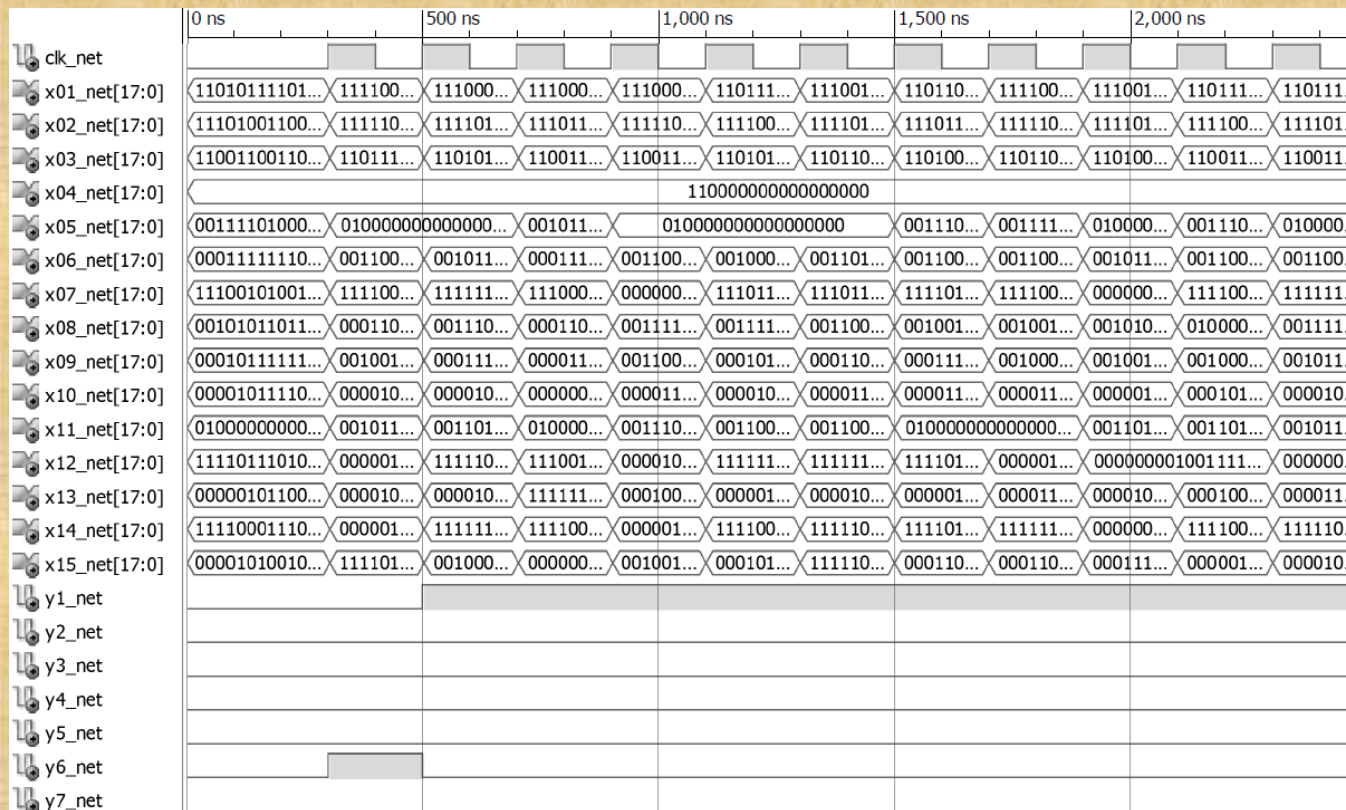 0 ns 500 ns 1,000 ns 1,500 ns 2,000 ns
clk_net
x01_net[17:0] 11010111101... 111100... 111000... 111000... 111000... 110111... 111001... 110110... 111100... 111001... 110111... 110111.
x02_net[17:0] 11101001100... 111110... 111101... 111011... 111110... 111100... 111101... 111011... 111110... 111101... 111100... 111101.
x03_net[17:0] 11001100110... 110111... 110101... 110011... 110011... 110101... 110110... 110100... 110110... 110100... 110011... 110011.
x04_net[17:0] 110000000000000000
x05_net[17:0] 00111101000... 0100000000000000... 001011... 010000000000000000 001110... 001111... 010000... 001110... 010000.
x06_net[17:0] 00011111110... 001100... 001011... 000111... 001100... 001000... 001101... 001100... 001100... 001011... 001100... 001100.
x07_net[17:0] 11100101001... 111100... 111111... 111000... 000000... 111011... 111011... 111101... 111100... 000000... 111100... 111111.
x08_net[17:0] 00101011011... 000110... 001110... 000110... 001111... 001111... 001100... 001001... 001001... 001010... 010000... 001111.
x09_net[17:0] 00010111111... 001001... 000111... 000011... 001100... 000101... 000110... 000111... 001000... 001001... 001000... 001011.
x10_net[17:0] 00001011110... 000010... 000010... 000000... 000011... 000010... 000011... 000011... 000011... 000001... 000101... 000010.
x11_net[17:0] 01000000000... 001011... 001101... 010000... 001110... 001100... 001100... 0100000000000000... 001101... 001101... 001011.
x12_net[17:0] 11110111010... 000001... 111110... 111001... 000010... 111111... 111111... 111101... 000001... 000000001001111... 000000.
x13_net[17:0] 00000101100... 000010... 000010... 111111... 000100... 000001... 000010... 000001... 000011... 000010... 000100... 000011.
x14_net[17:0] 11110001110... 000001... 111111... 111100... 000001... 111100... 111110... 111101... 111111... 000000... 111100... 111110.
x15_net[17:0] 00001010010... 111101... 001000... 000000... 001001... 000101... 111110... 000110... 000110... 000111... 000001... 000010.
y1_net
y2_net
y3_net
y4_net
y5_net
y6_net
y7_net